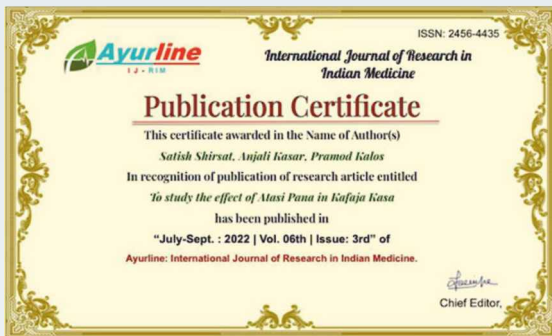 ISSN: 2456-4435
Ayurline
IJ-RIM
International Journal of Research in
Indian Medicine
Publication Certificate
This certificate awarded in the Name of Author(s)
Satish Shirsat, Anjali Kasar, Pramod Kalos
In recognition of publication of research article entitled
To study the effect of Atasi Pana in Kafaja Kasa
has been published in
“July-Sept. : 2022 | Vol. 06th | Issue: 3rd” of
Ayurline: International Journal of Research in Indian Medicine.
Chief Editor,